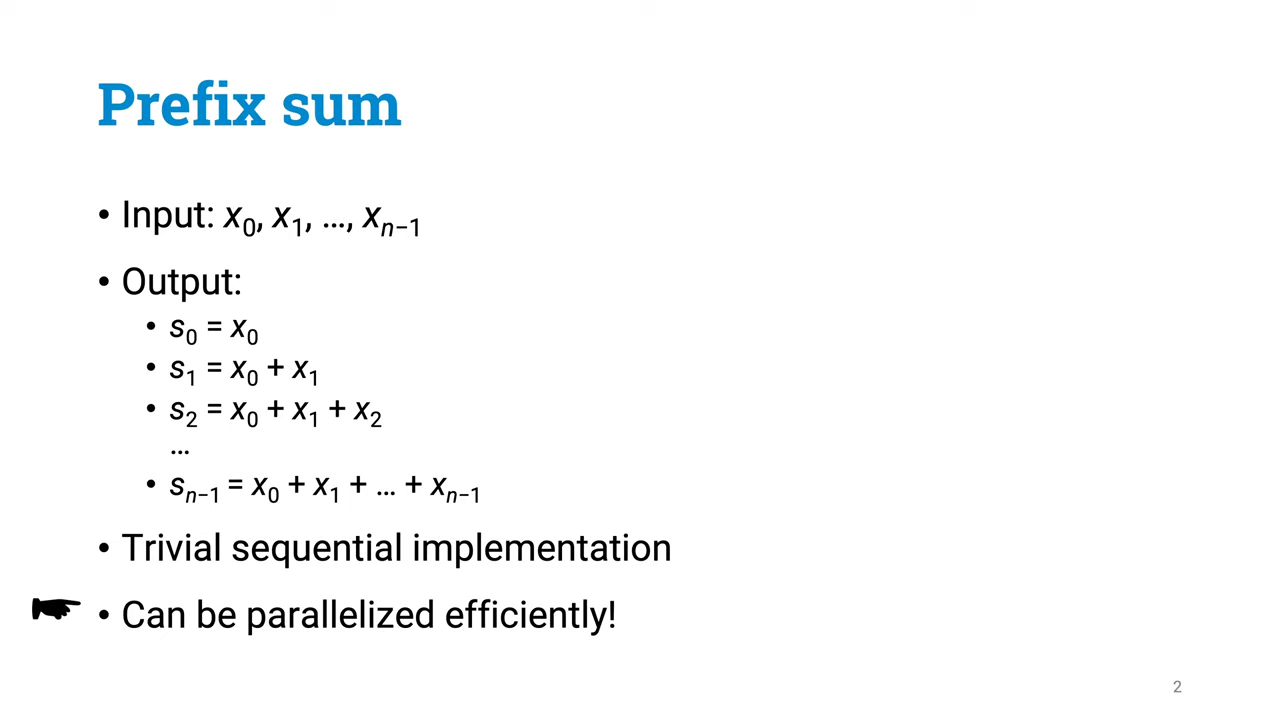 Prefix sum
• Input: x₀, x₁, …, xₙ₋₁
• Output:
• s₀ = x₀
• s₁ = x₀ + x₁
• s₂ = x₀ + x₁ + x₂
…
• sₙ₋₁ = x₀ + x₁ + … + xₙ₋₁
• Trivial sequential implementation
• Can be parallelized efficiently!
2